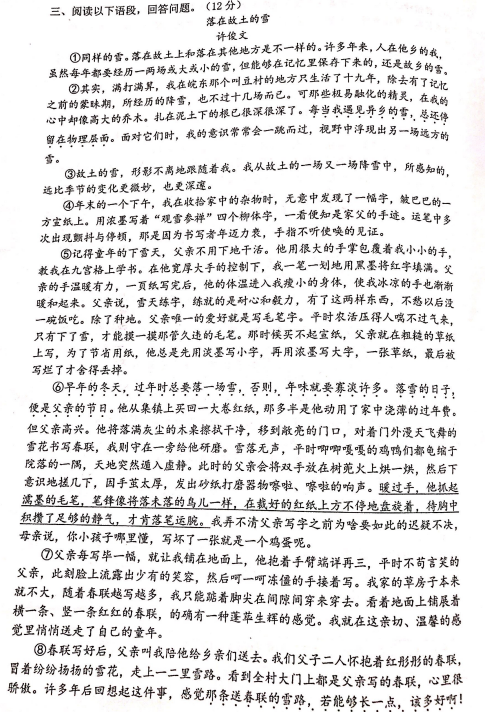 三、阅读以下语段，回答问题。（12分）
落在故土上的雪
许俊文
①同样的雪。落在故土上和落在其他地方是不一样的。许多年来，人在他乡的我，
虽然每年都要经历一两场或大或小的雪，但能够在记忆里保存下来的，还是故乡的雪。
②其实，满打满算，我在皖东那个叫豆村的地方只生活了十九年，除去有了记忆
之前的蒙昧期，所经历的降雪，也不过十几场而已。可那些极易融化的精灵，在我的
心中却像高大的乔木。扎在泥土下的根已很深很深了。每当我遇见异乡的雪，总还停
留在物理层面。面对它们时，我的意识常常会一跳而过，视野中浮现出另一场远方的
雪。
③故土的雪，形影不离地跟随着我。我从故土的一场又一场降雪中，所感知的，
远比季节的变化更微妙，也更深邃。
④年末的一个下午，我在收拾家中的杂物时，无意中发现了一幅字，皱巴巴的一
方宣纸上。用浓墨写着“观雪参禅”四个柳体字，一看便知是家父的手迹。运笔中多
次出现颤抖与停顿，那是因为书写者年迈力衰，手指不听使唤的见证。
⑤记得童年的下雪天，父亲不用下地干活。他用很大的手掌包覆着我小小的手，
教我在九宫格上学书。在他宽厚大手的控制下，我一笔一划地用黑墨将红字填满。父
亲的手温暖有力，一页纸写完后，他的体温进入我瘦小的身体，使我冰凉的手也渐渐
暖和起来。父亲说，雪天练字，练就的是耐心和毅力，有了这两样东西，不愁以后没
一碗饭吃。除了种地。父亲唯一的爱好就是写毛笔字。平时农活压得人喘不过气来，
只有下了雪，才能摸一摸那管久违的毛笔。那时候买不起宣纸，父亲就在粗糙的草纸
上写，为了节省用纸，他总是先用淡墨写小字，再用浓墨写大字，一张草纸，最后被
写烂了才舍得丢掉。
⑥早年的冬天，过年时总要落一场雪，否则，年味就要寡淡许多。落雪的日子，
便是父亲的节日。他从集镇上买回一大卷红纸，那多半是他动用了家中浇薄的过年费。
但父亲高兴。他将落满灰尘的木桌擦拭干净，移到敞亮的门口，对着门外漫天飞舞的
雪花书写春联，我则守在一旁给他研磨。雪落无声，平时唧唧嘎嘎的鸡鸭们都龟缩于
院落的一隅，天地突然遁入虚静。此时的父亲会将双手放在树蔸火上烘一烘，然后下
意识地搓几下，因手茧太厚，发出砂纸打磨器物嚓啦、嚓啦的响声。暖过手，他抓起
濡墨的毛笔，笔锋像将落未落的鸟儿一样，在裁好的红纸上方不停地盘旋着，待胸中
积攒了足够的静气，才肯落笔运腕。我弄不清父亲写字之前为啥要如此的迟疑不决，
母亲说，你小孩子哪里懂，写坏了一张就是一个鸡蛋呢。
⑦父亲每写毕一幅，就让我铺在地面上，他抱着手臂端详再三，平时不苟言笑的
父亲，此刻脸上流露出少有的笑容，然后呵一呵冻僵的手接着写。我家的草房子本来
就不大，随着春联越写越多，我只能踮着脚尖在间隙间穿来穿去。看着地面上铺展着
横一条、竖一条红红的春联，的确有一种蓬荜生辉的感觉。我就在这亲切、温馨的感
觉里悄悄送走了自己的童年。
⑧春联写好后，父亲叫我陪他给乡亲们送去。我们父子二人怀抱着红彤彤的春联，
冒着纷纷扬扬的雪花，走上一二里雪路。看到全村大门上都是父亲写的春联，心里很
骄傲。许多年后回想起这件事，感觉那条送春联的雪路，若能够长一点，该多好啊！